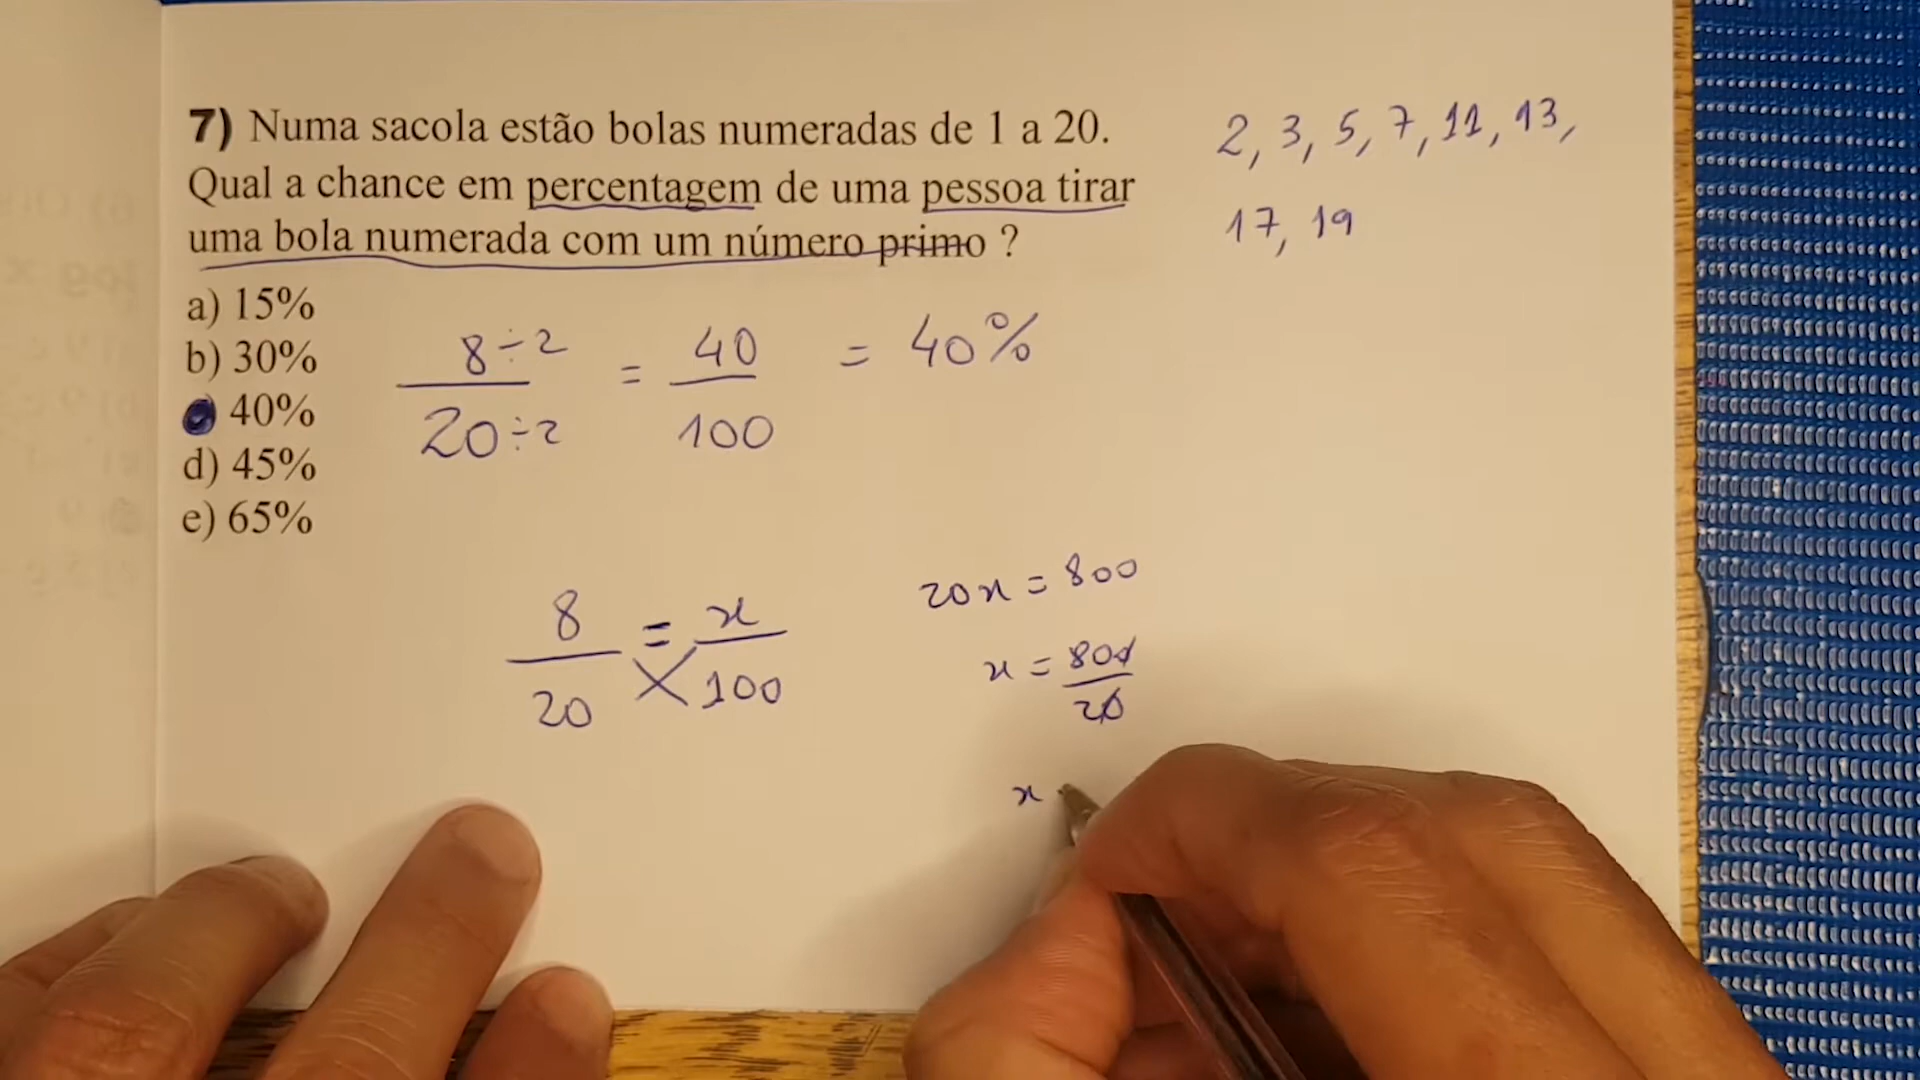 7) Numa sacola estão bolas numeradas de 1 a 20.
Qual a chance em percentagem de uma pessoa tirar
uma bola numerada com um número primo ?
a) 15%
b) 30%
40%
d) 45%
e) 65%
2, 3, 5, 7, 11, 13,
17, 19
8÷2 = 40 = 40%
20÷2 100
8 = x
20 100
20x = 800
x = 800
20
x